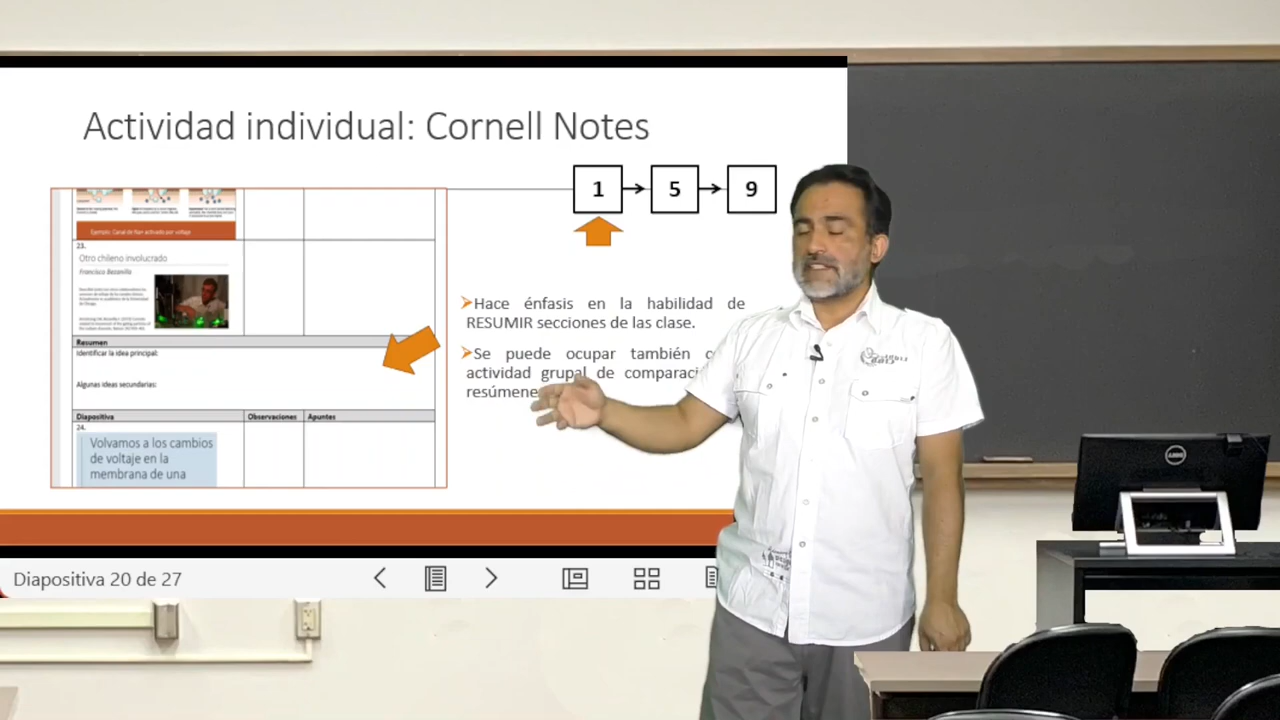 Actividad individual: Cornell Notes
1
5
9
Ejemplo: Canal de Na+ activado por voltaje
23.
Otro chileno involucrado
Francisco Bezanilla
Resumen
Identificar la idea principal:
Algunas ideas secundarias:
Diapositiva Observaciones Apuntes
24.
Volvamos a los cambios
de voltaje en la
membrana de una
Hace énfasis en la habilidad de
RESUMIR secciones de las clase.
Se puede ocupar también
actividad grupal de
Diapositiva 20 de 27
DELL